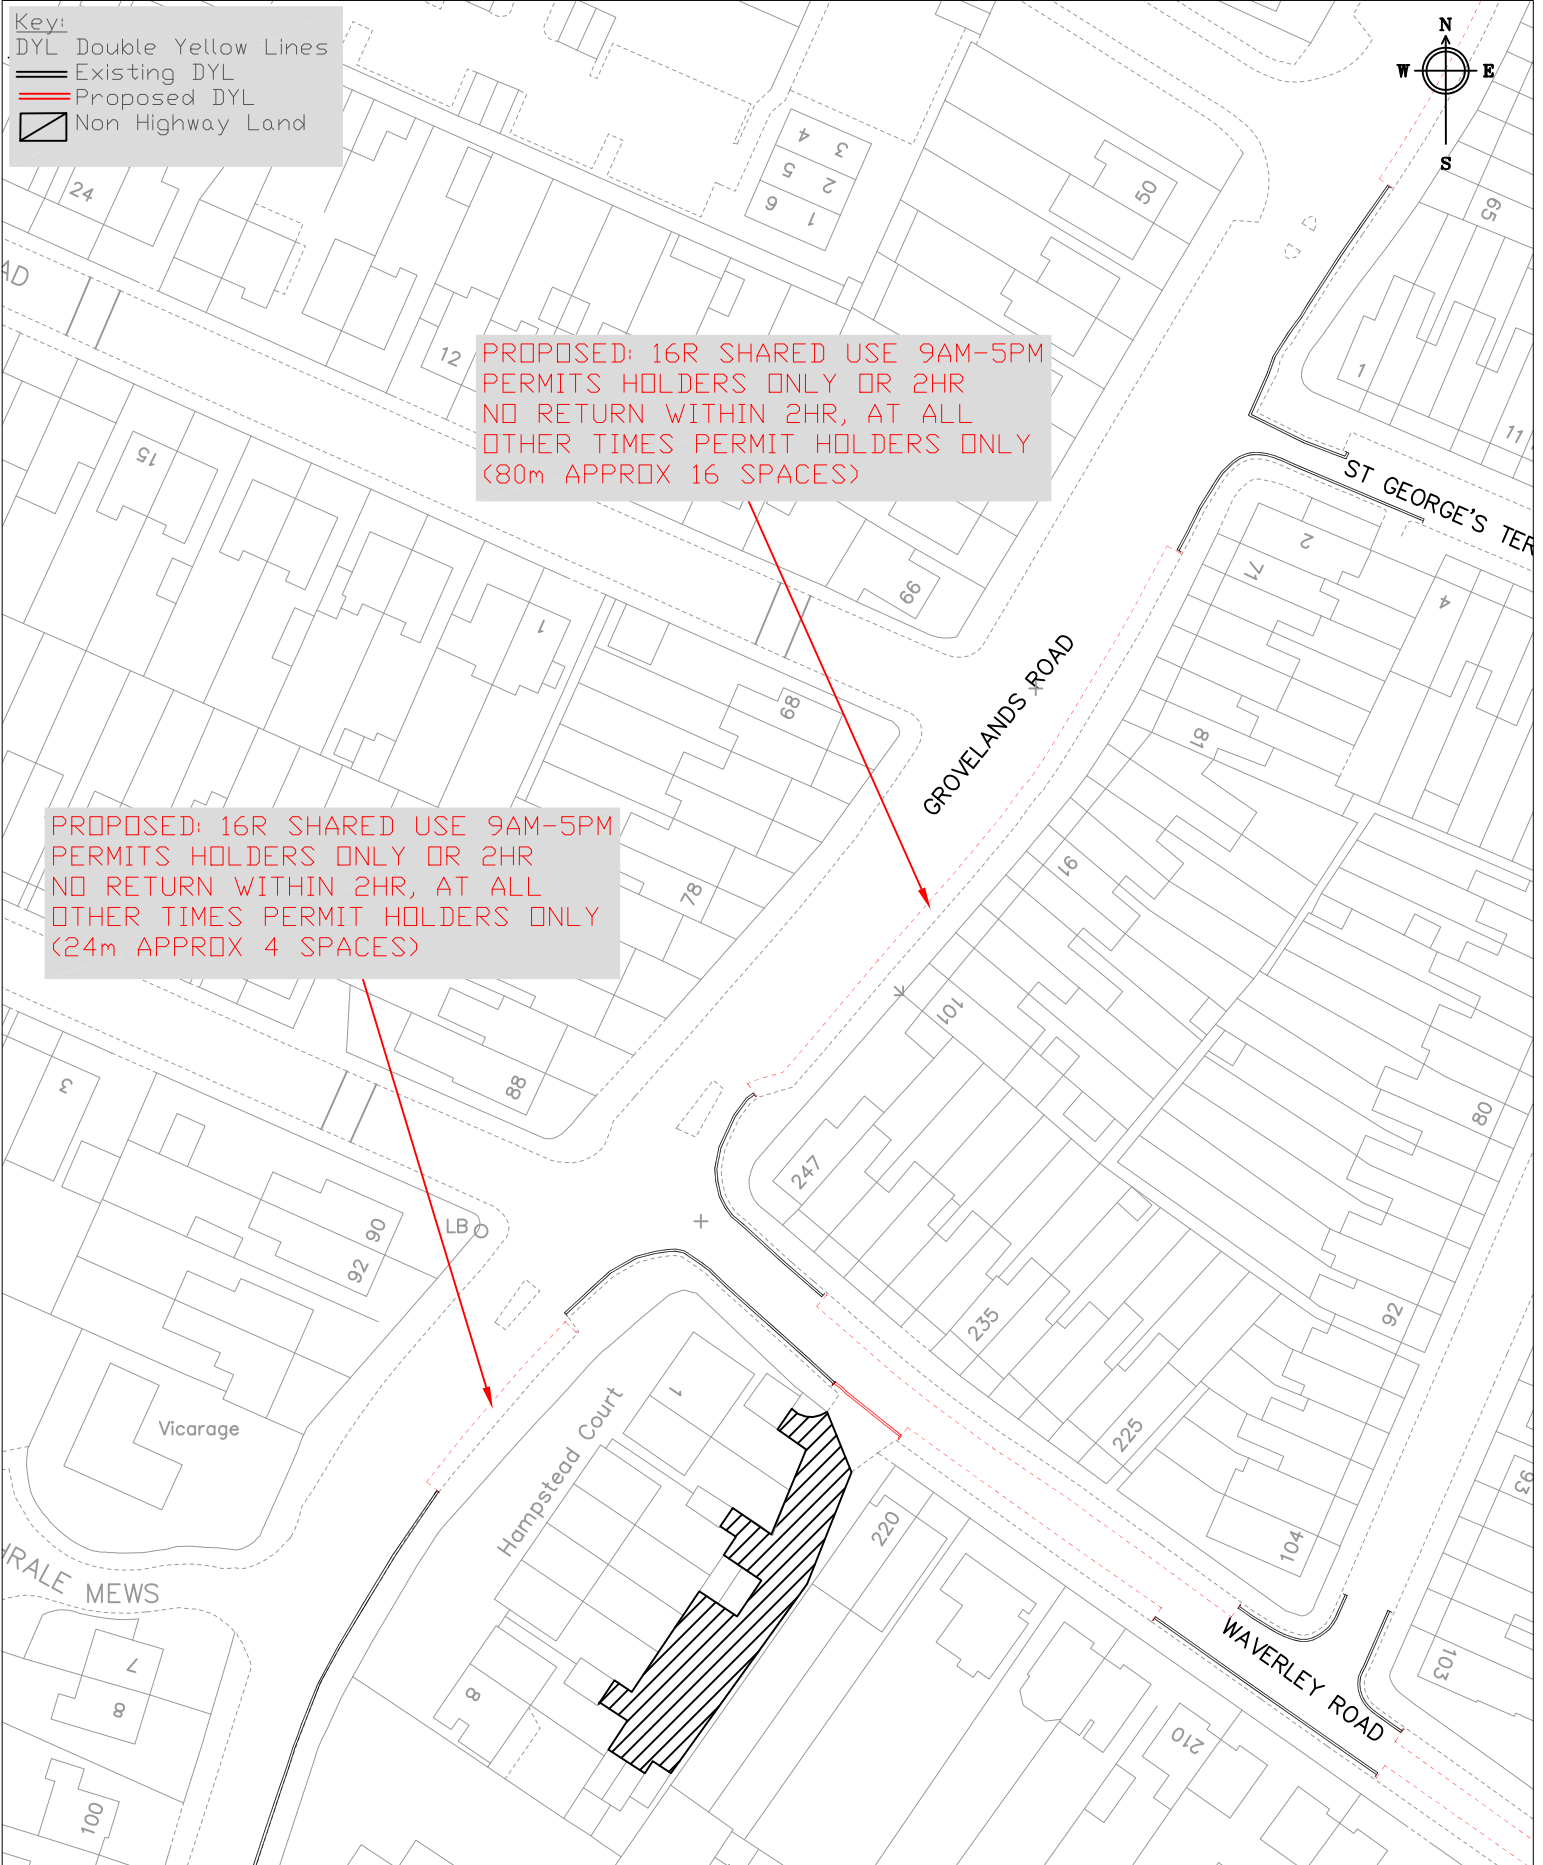 Key:
DYL Double Yellow Lines
Existing DYL
Proposed DYL
Non Highway Land
N
W E
S
24
4 3
5 2
6 1
50
65
AD
12
1
11
PROPOSED: 16R SHARED USE 9AM-5PM
PERMITS HOLDERS ONLY OR 2HR
NO RETURN WITHIN 2HR, AT ALL
OTHER TIMES PERMIT HOLDERS ONLY
(80m APPROX 16 SPACES)
15
ST GEORGE'S TER
2
71
4
66
1
GROVELANDS ROAD
68
81
PROPOSED: 16R SHARED USE 9AM-5PM
PERMITS HOLDERS ONLY OR 2HR
NO RETURN WITHIN 2HR, AT ALL
OTHER TIMES PERMIT HOLDERS ONLY
(24m APPROX 4 SPACES)
91
78
101
3
88
80
247
90
LB
92
235
92
Hampstead Court
1
Vicarage
225
93
220
104
HRALE MEWS
WAVERLEY ROAD
7
8
8
103
210
100